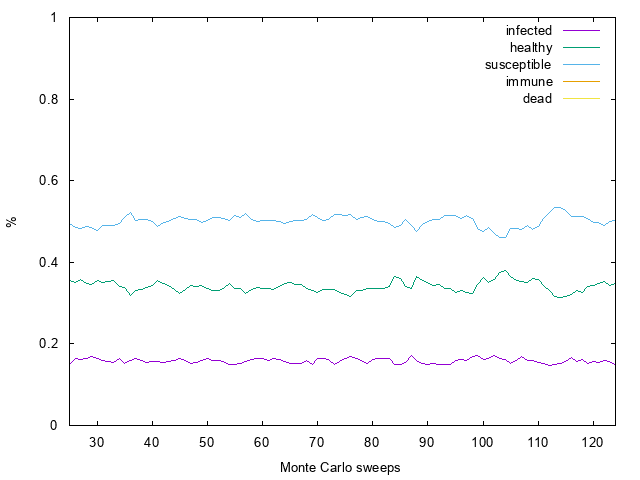 1
infected
healthy
susceptible
immune
dead
0.8
0.6
%
0.4
0.2
0
30 40 50 60 70 80 90 100 110 120
Monte Carlo sweeps